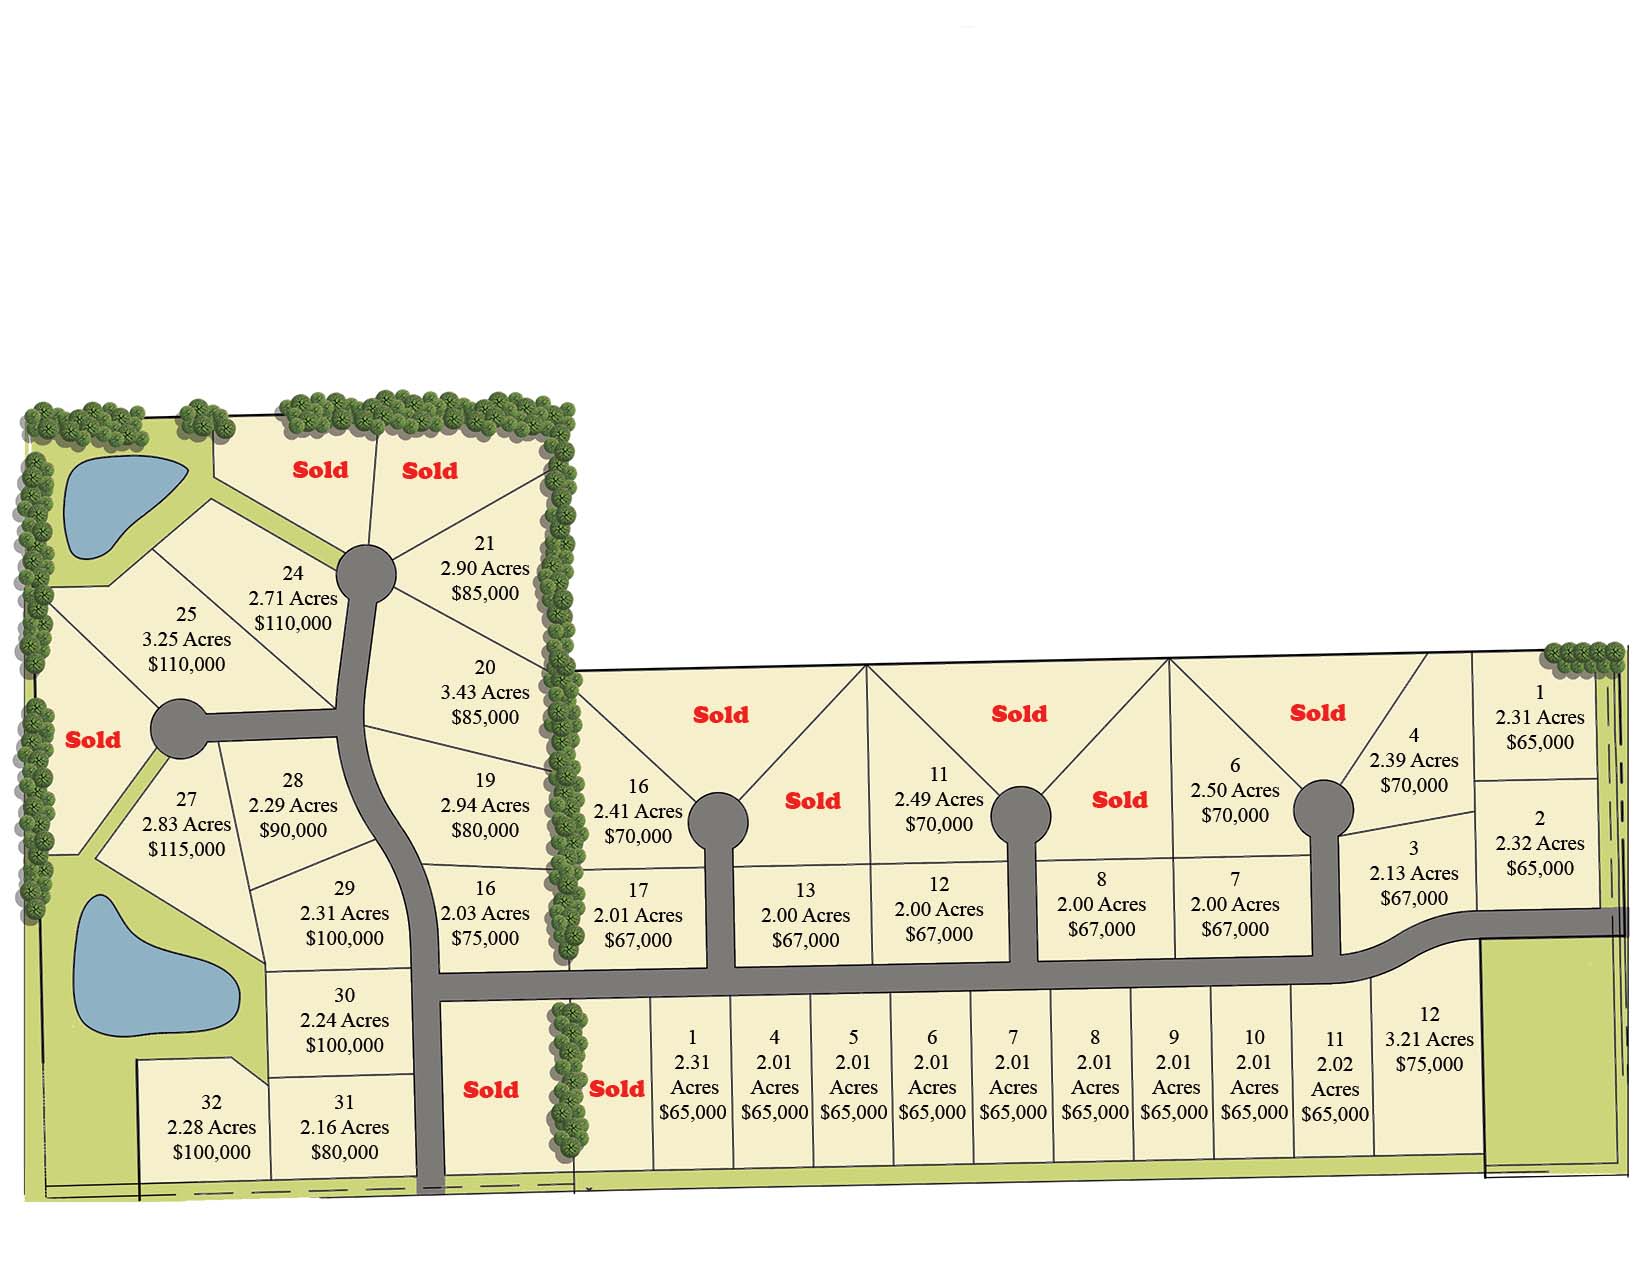 Sold
Sold
21
2.90 Acres
$85,000
24
2.71 Acres
$110,000
25
3.25 Acres
$110,000
20
3.43 Acres
$85,000
Sold
19
2.94 Acres
$80,000
28
2.29 Acres
$90,000
27
2.83 Acres
$115,000
29
2.31 Acres
$100,000
16
2.03 Acres
$75,000
30
2.24 Acres
$100,000
32
2.28 Acres
$100,000
31
2.16 Acres
$80,000
Sold
Sold
16
2.41 Acres
$70,000
Sold
17
2.01 Acres
$67,000
13
2.00 Acres
$67,000
Sold
11
2.49 Acres
$70,000
Sold
12
2.00 Acres
$67,000
8
2.00 Acres
$67,000
Sold
6
2.50 Acres
$70,000
7
2.00 Acres
$67,000
4
2.39 Acres
$70,000
3
2.13 Acres
$67,000
1
2.31 Acres
$65,000
2
2.32 Acres
$65,000
Sold
1
2.31
Acres
$65,000
4
2.01
Acres
$65,000
5
2.01
Acres
$65,000
6
2.01
Acres
$65,000
7
2.01
Acres
$65,000
8
2.01
Acres
$65,000
9
2.01
Acres
$65,000
10
2.01
Acres
$65,000
11
2.02
Acres
$65,000
12
3.21 Acres
$75,000